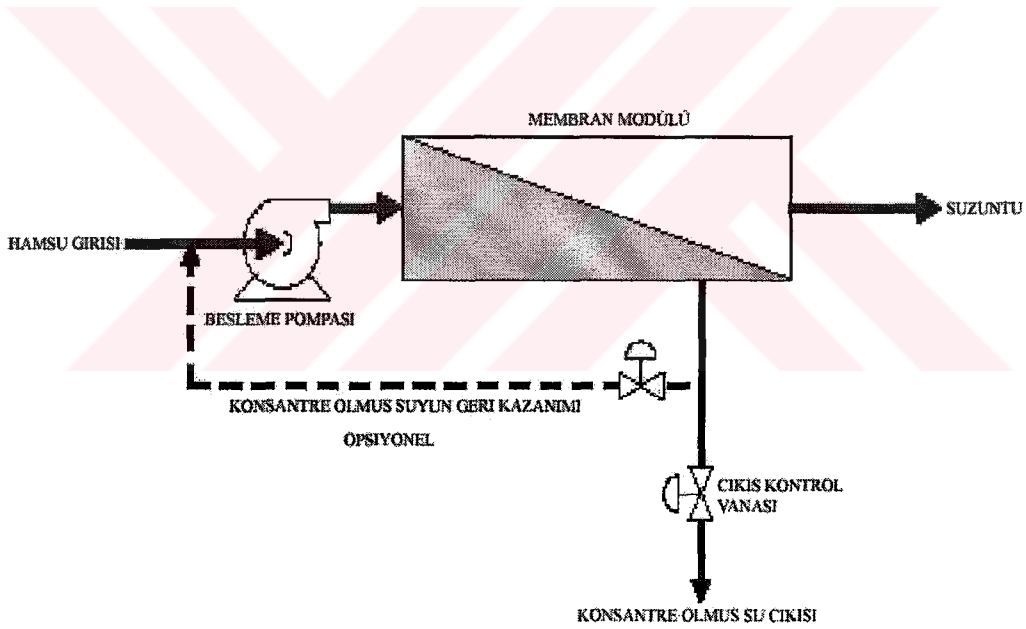 MEMBRAN MODÜLÜ
SUZUNTU
HAMSU GIRISI
BESLEME POMPASI
KONSANTRE OLMUS SUYUN GERI KAZANIMI
OPSIYONEL
CIKIS KONTROL
VANASI
KONSANTRE OLMUS SU CIKISI